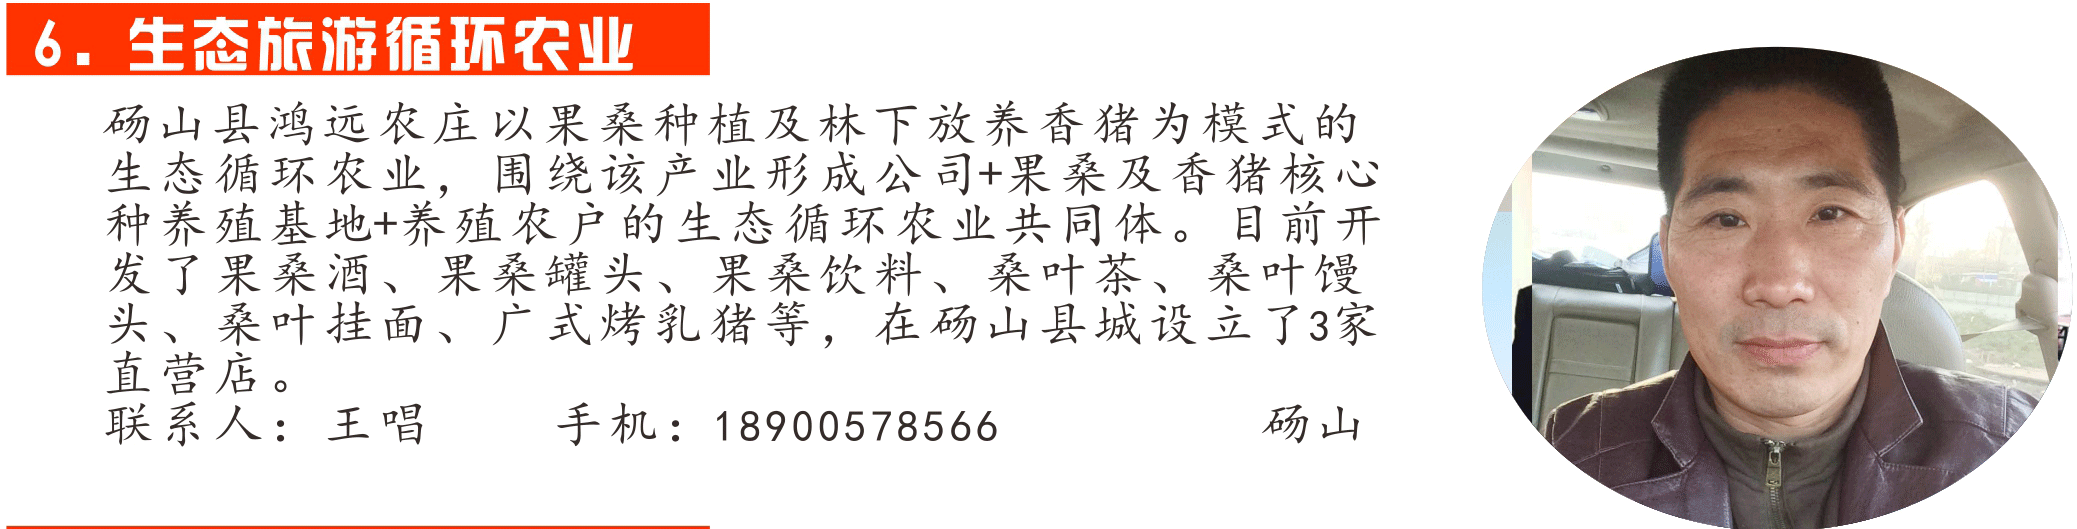 6. 生态旅游循环农业
砀山县鸿远农庄以果桑种植及林下放养香猪为模式的
生态循环农业，围绕该产业形成公司+果桑及香猪核心
种养殖基地+养殖农户的生态循环农业共同体。目前开
发了果桑酒、果桑罐头、果桑饮料、桑叶茶、桑叶馒
头、桑叶挂面、广式烤乳猪等，在砀山县城设立了3家
直营店。
联系人：王唱 手机：18900578566 砀山